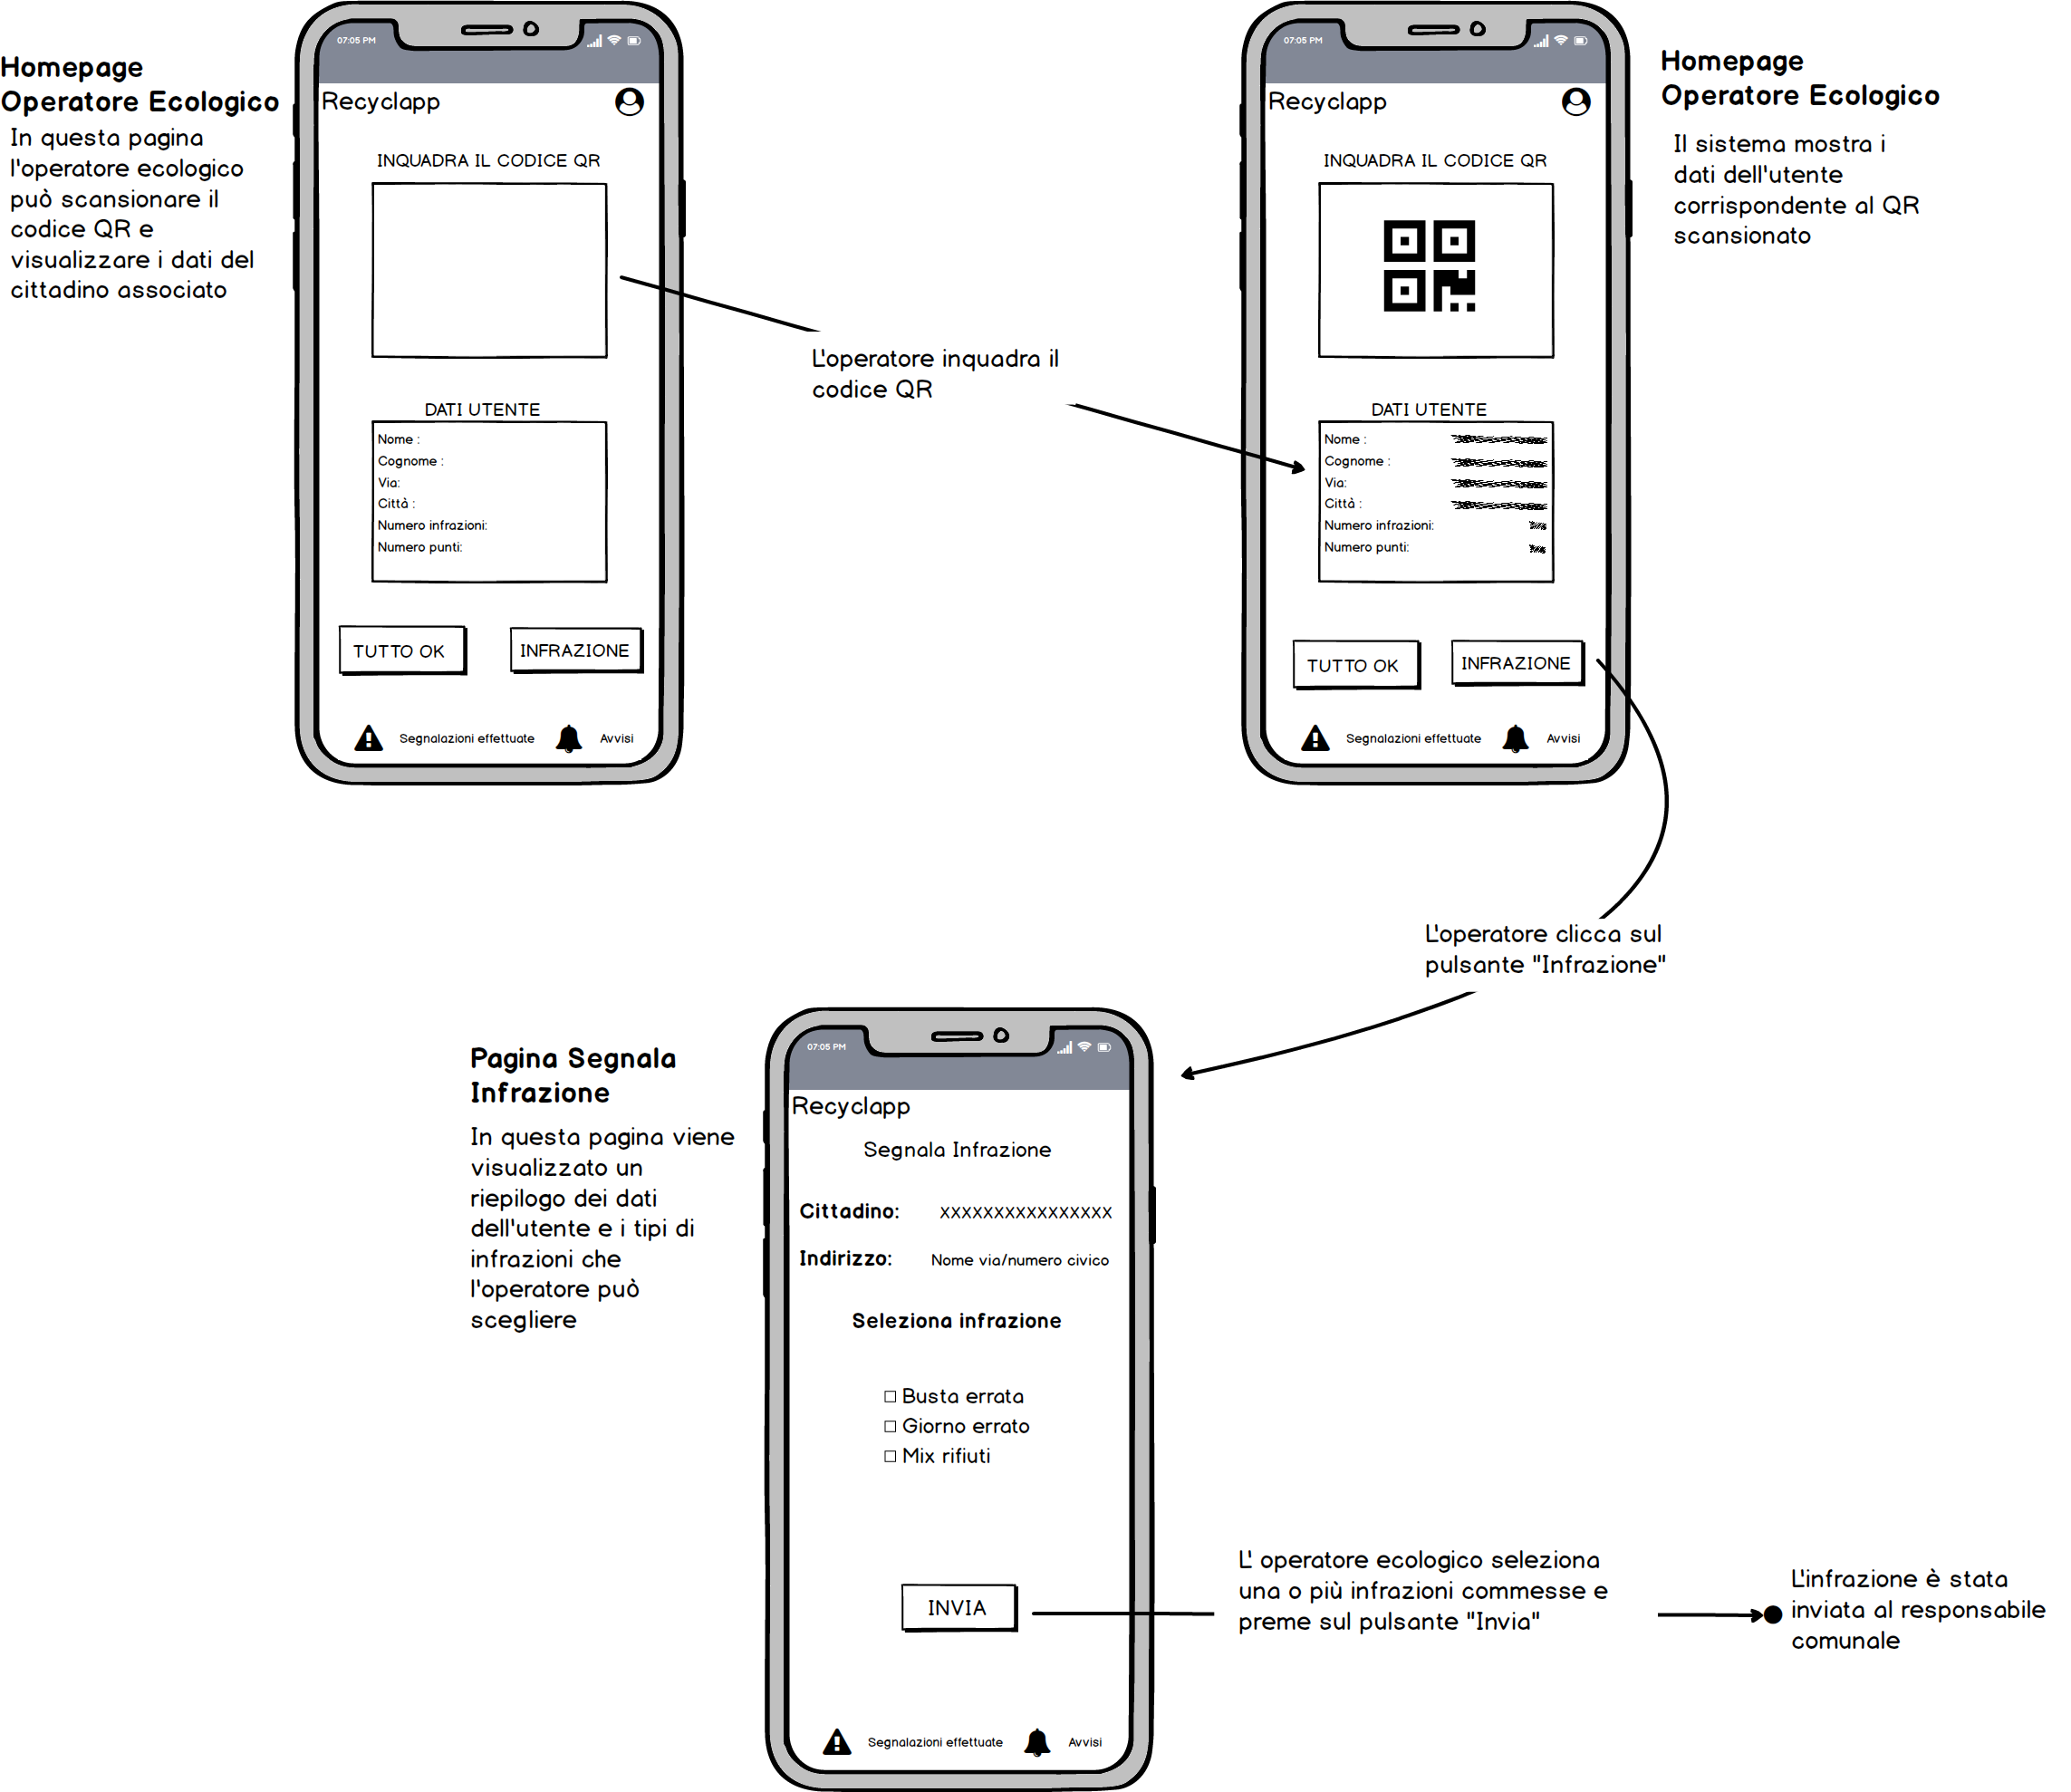 Homepage
Operatore Ecologico
In questa pagina
l'operatore ecologico
può scansionare il
codice QR e
visualizzare i dati del
cittadino associato
07:05 PM
Recyclapp
INQUADRA IL CODICE QR
DATI UTENTE
Nome :
Cognome :
Via:
Città :
Numero infrazioni:
Numero punti:
TUTTO OK
INFRAZIONE
Segnalazioni effettuate
Avvisi
L'operatore inquadra il
codice QR
07:05 PM
Recyclapp
INQUADRA IL CODICE QR
DATI UTENTE
Nome :
Cognome :
Via:
Città :
Numero infrazioni:
Numero punti:
TUTTO OK
INFRAZIONE
Segnalazioni effettuate
Avvisi
Homepage
Operatore Ecologico
Il sistema mostra i
dati dell'utente
corrispondente al QR
scansionato
L'operatore clicca sul
pulsante "Infrazione"
Pagina Segnala
Infrazione
In questa pagina viene
visualizzato un
riepilogo dei dati
dell'utente e i tipi di
infrazioni che
l'operatore può
scegliere
07:05 PM
Recyclapp
Segnala Infrazione
Cittadino: XXXXXXXXXXXXXXXX
Indirizzo: Nome via/numero civico
Seleziona infrazione
Busta errata
Giorno errato
Mix rifiuti
INVIA
Segnalazioni effettuate
Avvisi
L' operatore ecologico seleziona
una o più infrazioni commesse e
preme sul pulsante "Invia"
L'infrazione è stata
inviata al responsabile
comunale